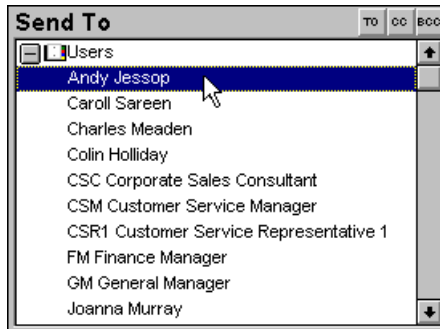 Send To TO CC BCC
Users
Andy Jessop
Caroll Sareen
Charles Meaden
Colin Holliday
CSC Corporate Sales Consultant
CSM Customer Service Manager
CSR1 Customer Service Representative 1
FM Finance Manager
GM General Manager
Joanna Murray